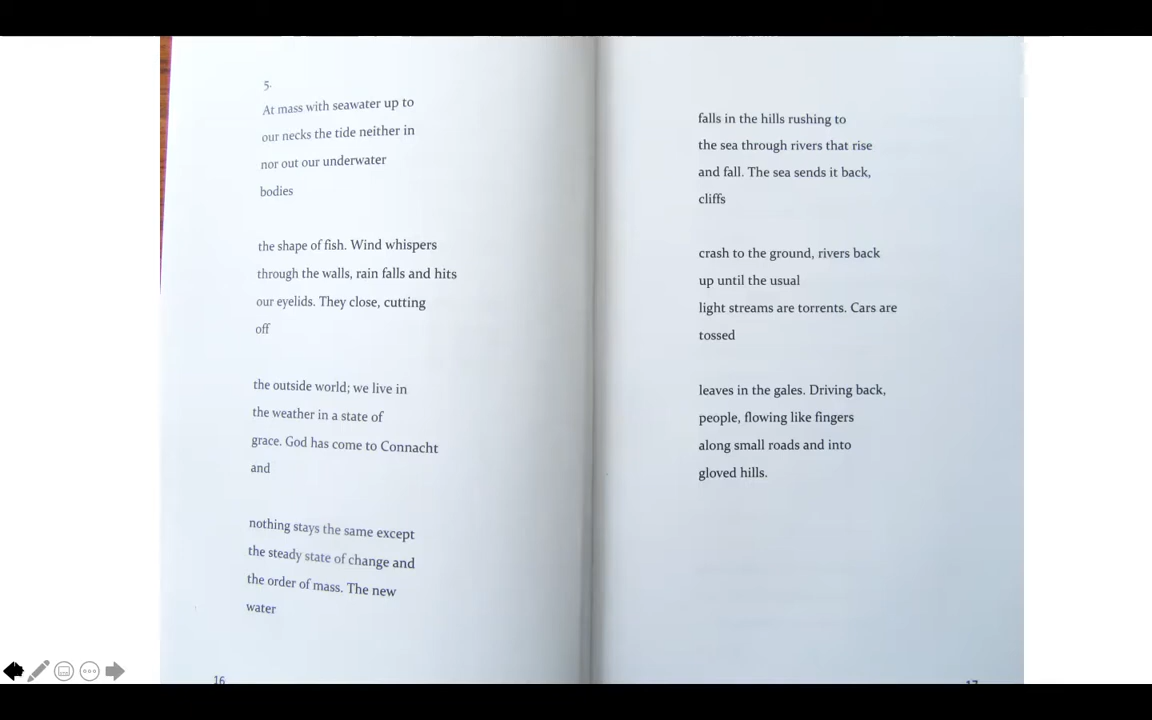 5.
At mass with seawater up to
our necks the tide neither in
nor out our underwater
bodies
the shape of fish. Wind whispers
through the walls, rain falls and hits
our eyelids. They close, cutting
off
the outside world; we live in
the weather in a state of
grace. God has come to Connacht
and
nothing stays the same except
the steady state of change and
the order of mass. The new
water
16
falls in the hills rushing to
the sea through rivers that rise
and fall. The sea sends it back,
cliffs
crash to the ground, rivers back
up until the usual
light streams are torrents. Cars are
tossed
leaves in the gales. Driving back,
people, flowing like fingers
along small roads and into
gloved hills.